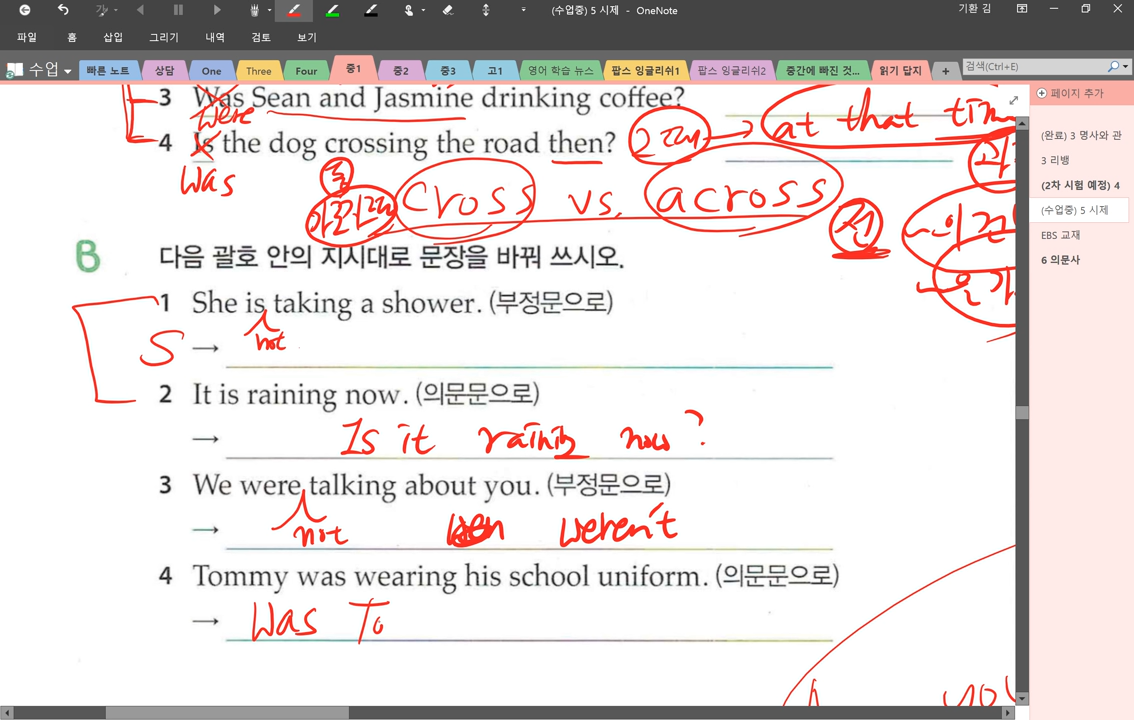 (수업중) 5 시제 - OneNote
기환 김
파일 홈 삽입 그리기 내역 검토 보기
수업 빠른 노트 상담 One Three Four 중1 중2 중3 고1 영어 학습 뉴스 팝스 잉글리쉬1 팝스 잉글리쉬2 중간에 빠진 것... 읽기 답지 + 검색(Ctrl+E)
페이지 추가
(완료) 3 명사와 관
3 리뱅
(2차 시험 예정) 4
(수업중) 5 시제
EBS 교재
6 의문사
3 Was Sean and Jasmine drinking coffee?
were
at that tim
4 Is the dog crossing the road then?
was
cross vs. across
전
B 다음 괄호 안의 지시대로 문장을 바꿔 쓰시오.
1 She is taking a shower. (부정문으로)
S → not
2 It is raining now. (의문문으로)
→ Is it raining now?
3 We were talking about you. (부정문으로)
→ not weren't
4 Tommy was wearing his school uniform. (의문문으로)
→ Was To
you